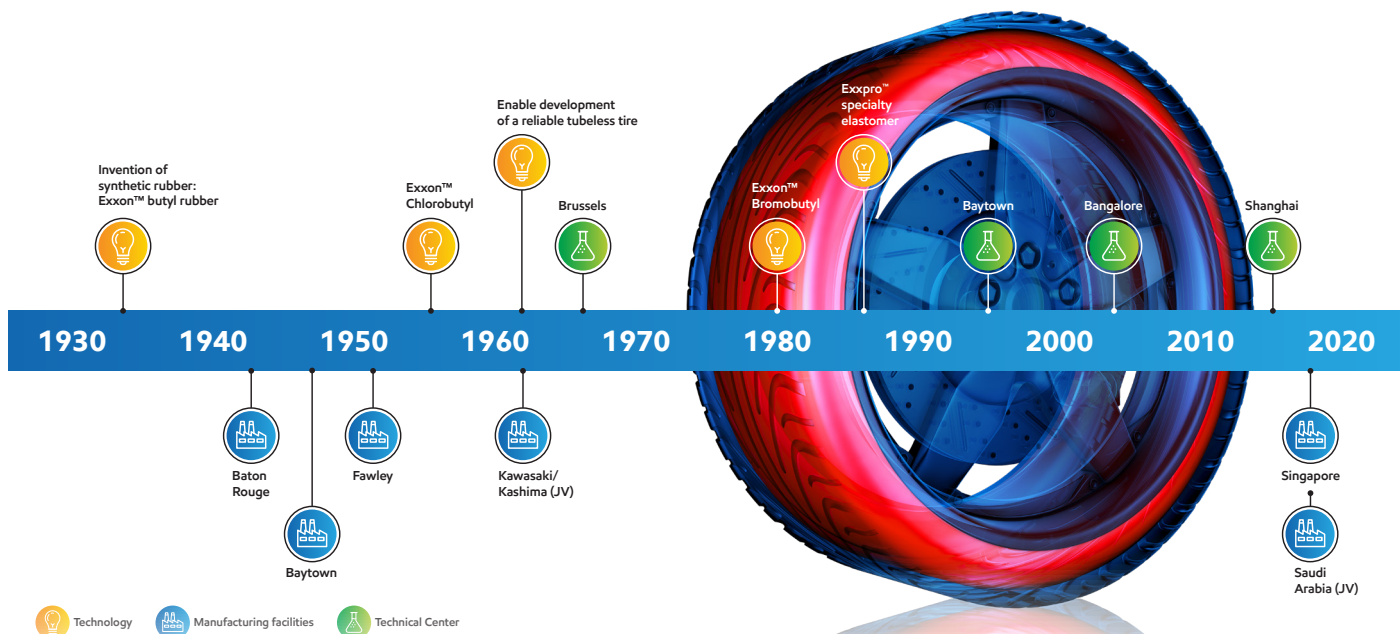 Enable development
of a reliable tubeless tire
Exxpro™
specialty
elastomer
Invention of
synthetic rubber:
Exxon™ butyl rubber
Exxon™
Chlorobutyl
Brussels
Exxon™
Bromobutyl
Baytown
Bangalore
Shanghai
1930 1940 1950 1960 1970 1980 1990 2000 2010 2020
Baton
Rouge
Fawley
Kawasaki/
Kashima (JV)
Singapore
Baytown
Saudi
Arabia (JV)
Technology
Manufacturing facilities
Technical Center